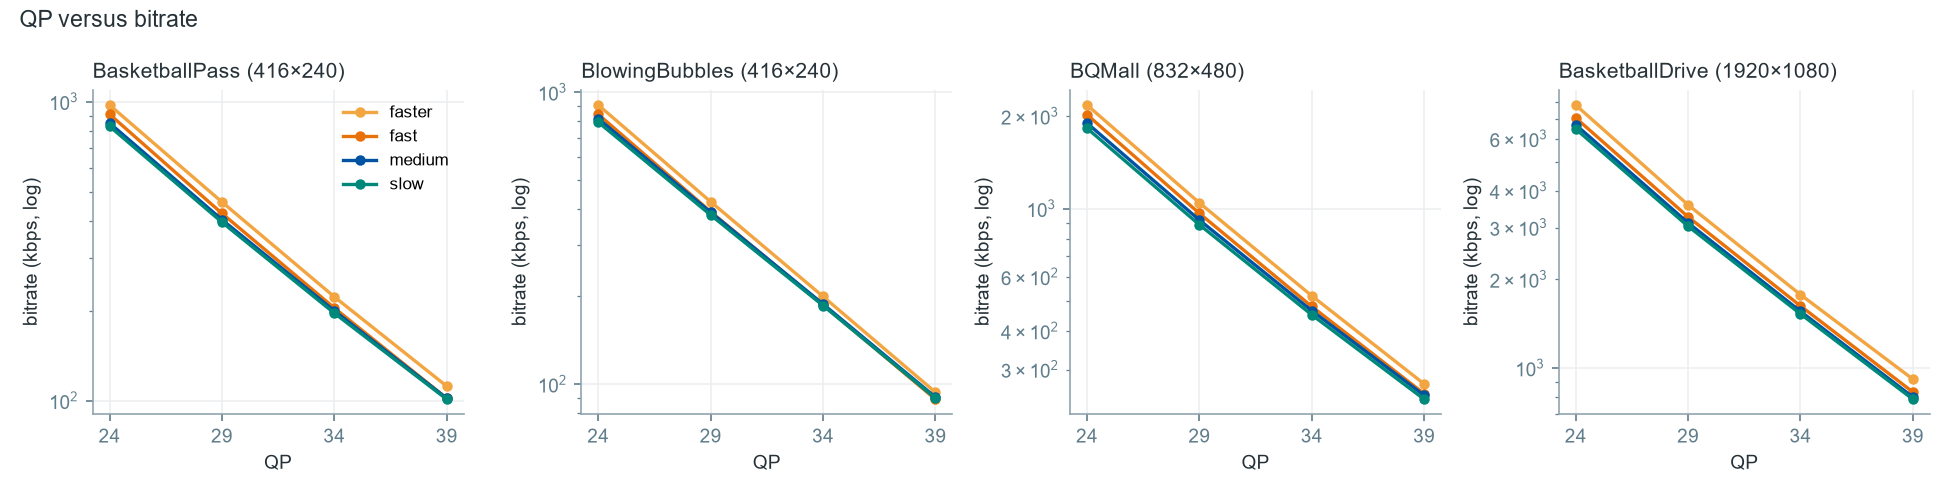 QP versus bitrate
BasketballPass (416×240)
10³
10²
bitrate (kbps, log)
24 29 34 39
QP
faster
fast
medium
slow
BlowingBubbles (416×240)
10³
10²
bitrate (kbps, log)
24 29 34 39
QP
BQMall (832×480)
2 × 10³
10³
6 × 10²
4 × 10²
3 × 10²
bitrate (kbps, log)
24 29 34 39
QP
BasketballDrive (1920×1080)
6 × 10³
4 × 10³
3 × 10³
2 × 10³
10³
bitrate (kbps, log)
24 29 34 39
QP